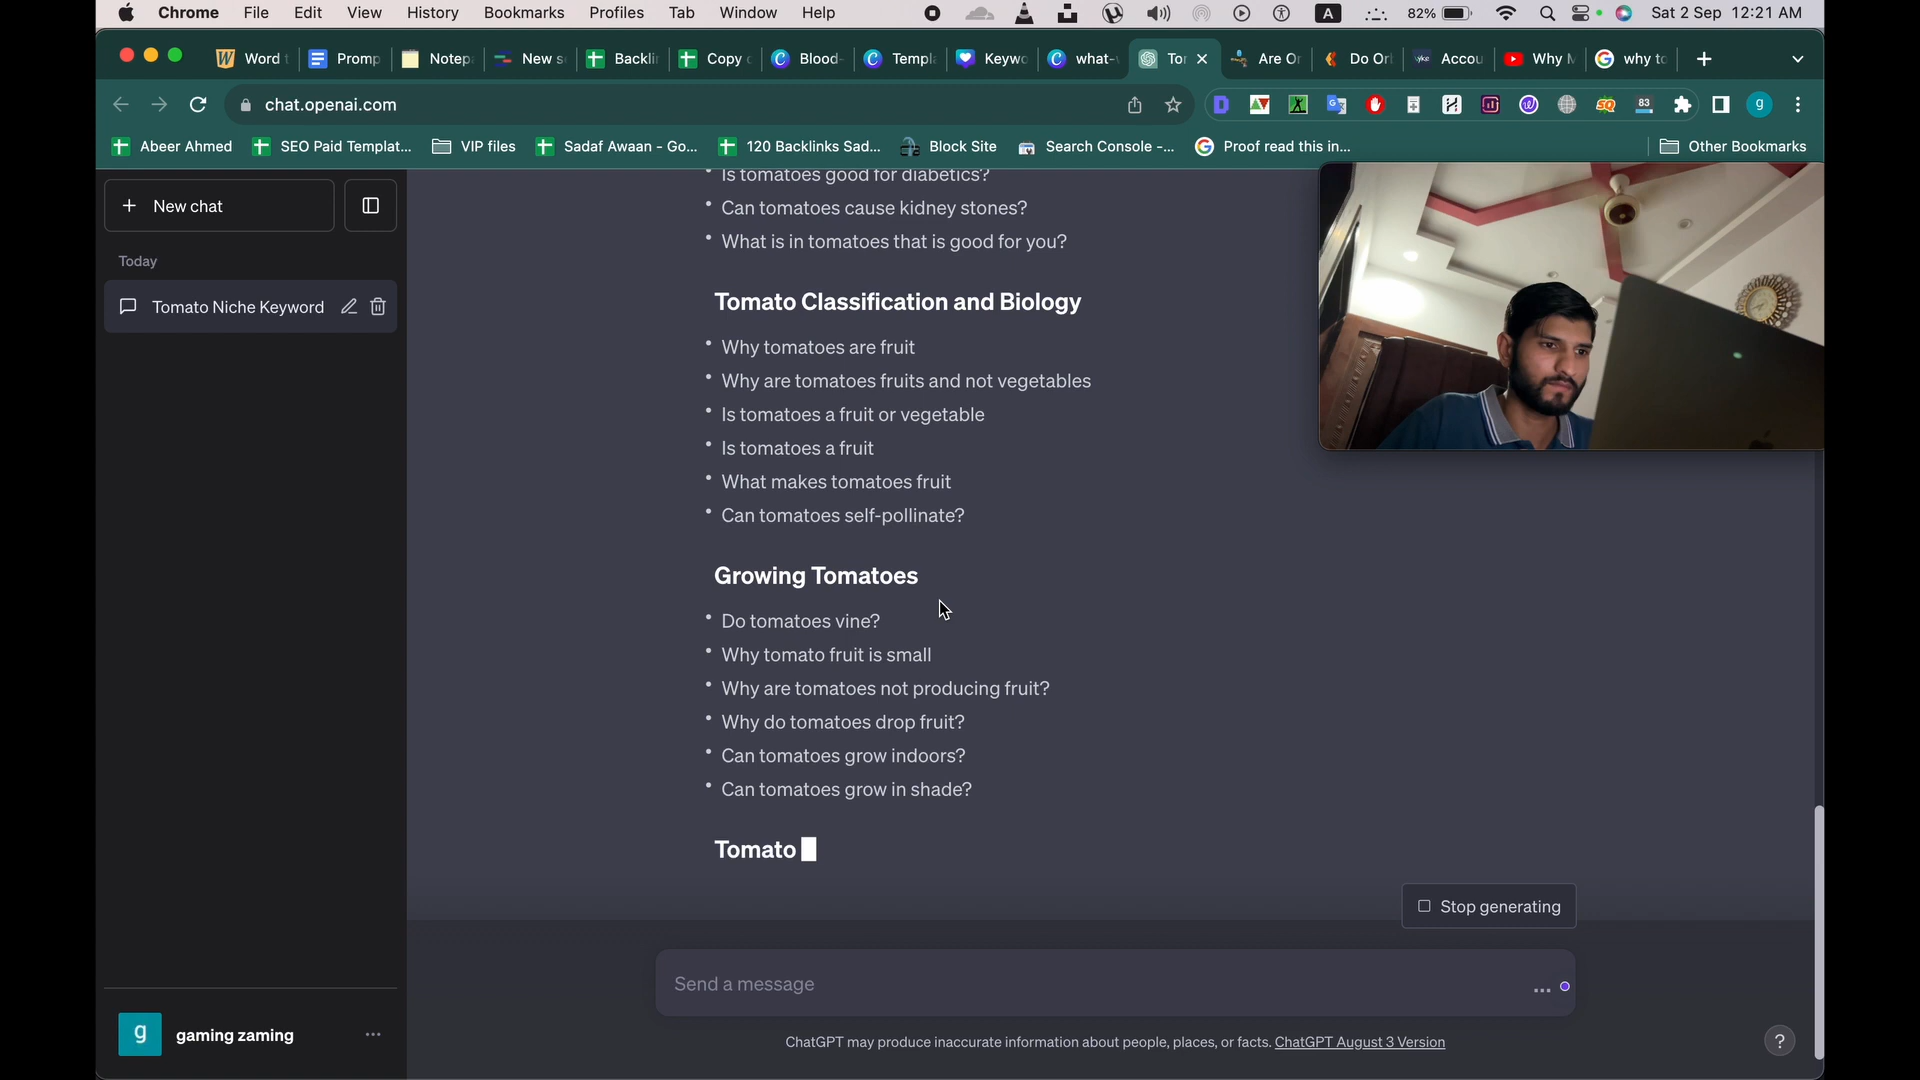 Chrome File Edit View History Bookmarks Profiles Tab Window Help A 82% Sat 2 Sep 12:21 AM
Word t Promp Notep New s Backlin Copy Blood- Templa Keywo what- Tor Are Or Do Or Accou Why M why to
chat.openai.com 83 g
Abeer Ahmed SEO Paid Templat... VIP files Sadaf Awaan - Go... 120 Backlinks Sad... Block Site Search Console -... Proof read this in... Other Bookmarks
New chat
Today
Tomato Niche Keyword
Is tomatoes good for diabetics?
Can tomatoes cause kidney stones?
What is in tomatoes that is good for you?
Tomato Classification and Biology
Why tomatoes are fruit
Why are tomatoes fruits and not vegetables
Is tomatoes a fruit or vegetable
Is tomatoes a fruit
What makes tomatoes fruit
Can tomatoes self-pollinate?
Growing Tomatoes
Do tomatoes vine?
Why tomato fruit is small
Why are tomatoes not producing fruit?
Why do tomatoes drop fruit?
Can tomatoes grow indoors?
Can tomatoes grow in shade?
Tomato
Stop generating
Send a message
ChatGPT may produce inaccurate information about people, places, or facts. ChatGPT August 3 Version
?
g gaming zaming